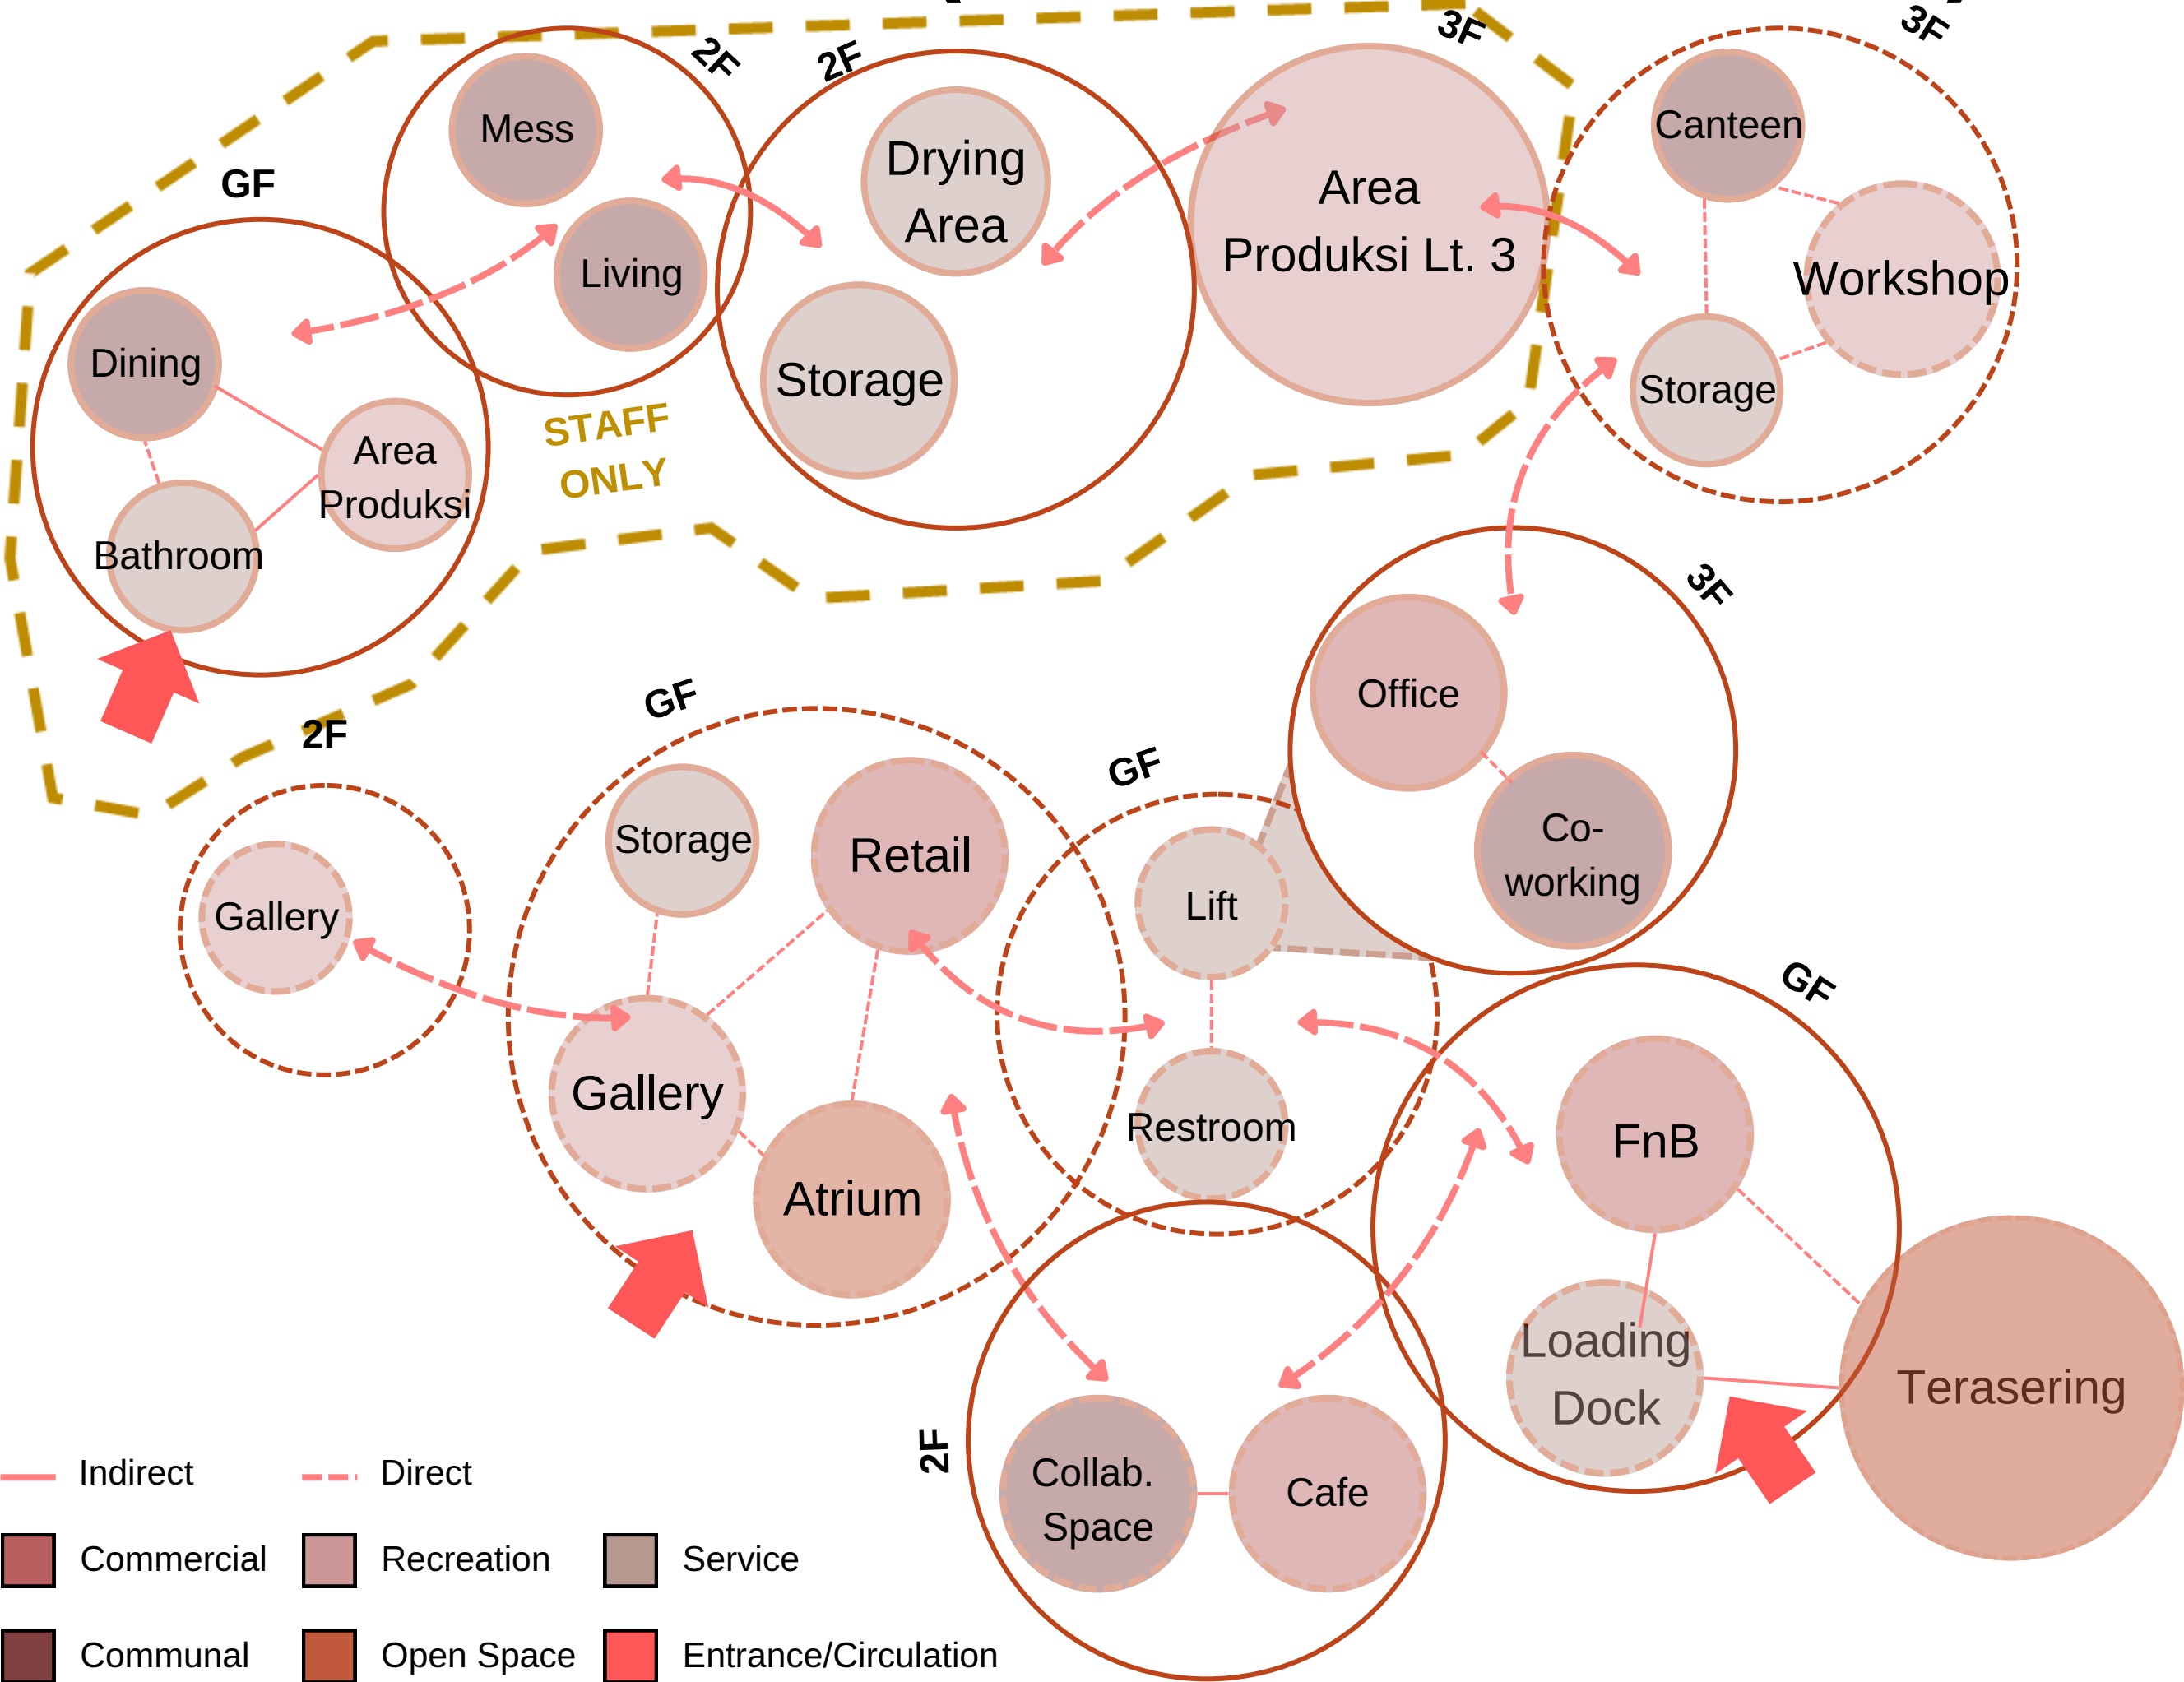 2F
2F
3F
3F
Mess
Canteen
Drying
Area
GF
Area
Produksi Lt. 3
Living
Workshop
Dining
Storage
Storage
STAFF
ONLY
Area
Produksi
Bathroom
3F
Office
GF
2F
GF
Storage
Retail
Co-
working
Gallery
Lift
GF
Gallery
Restroom
FnB
Atrium
Loading
Dock
Terasering
2F
Collab.
Space
Cafe
Indirect
Direct
Commercial
Recreation
Service
Communal
Open Space
Entrance/Circulation